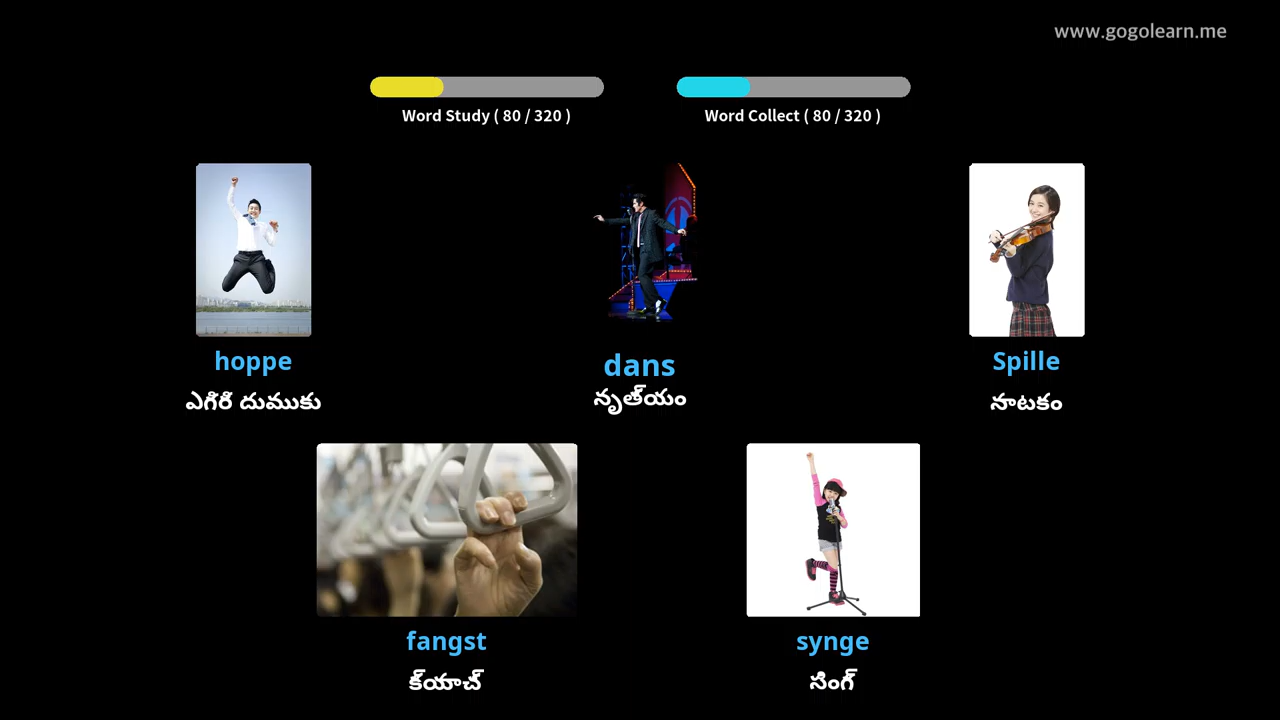 www.gogolearn.me
Word Study ( 80 / 320 )
Word Collect ( 80 / 320 )
hoppe
ఎగిరి దుముకు
dans
నృత్యం
Spille
నాటకం
fangst
క్యాచ్
synge
సింగ్